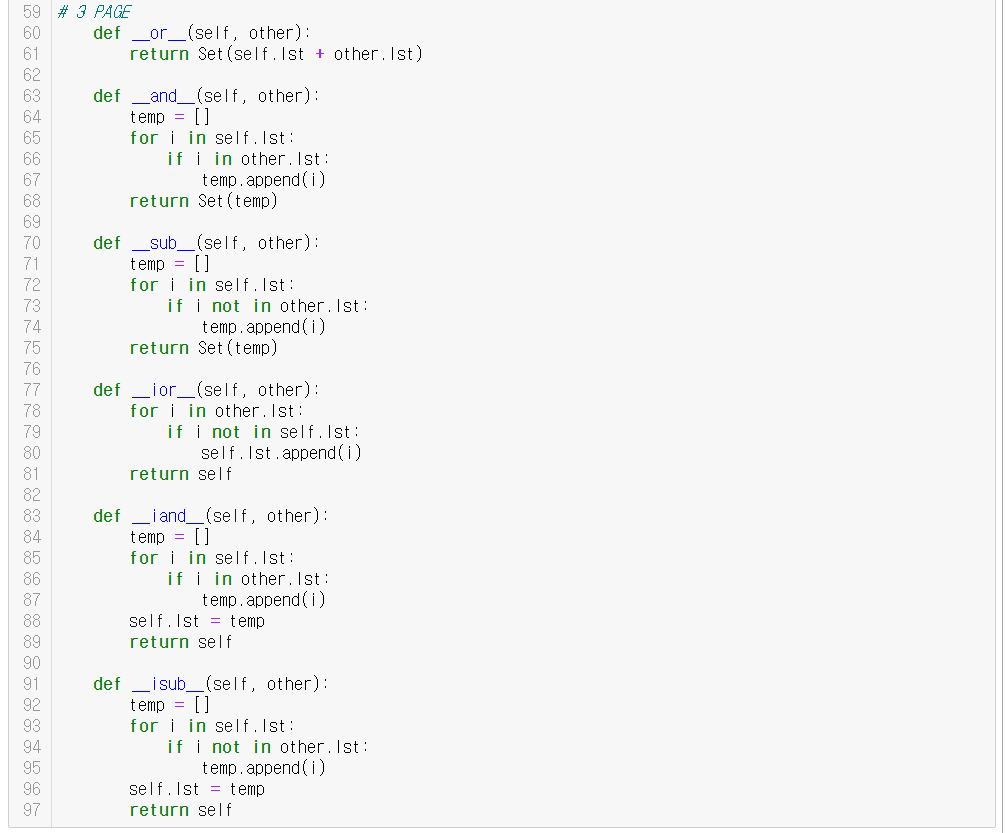 59 # 3 PAGE
60     def __or__(self, other):
61         return Set(self.lst + other.lst)
62
63     def __and__(self, other):
64         temp = []
65         for i in self.lst:
66             if i in other.lst:
67                 temp.append(i)
68         return Set(temp)
69
70     def __sub__(self, other):
71         temp = []
72         for i in self.lst:
73             if i not in other.lst:
74                 temp.append(i)
75         return Set(temp)
76
77     def __ior__(self, other):
78         for i in other.lst:
79             if i not in self.lst:
80                 self.lst.append(i)
81         return self
82
83     def __iand__(self, other):
84         temp = []
85         for i in self.lst:
86             if i in other.lst:
87                 temp.append(i)
88         self.lst = temp
89         return self
90
91     def __isub__(self, other):
92         temp = []
93         for i in self.lst:
94             if i not in other.lst:
95                 temp.append(i)
96         self.lst = temp
97         return self